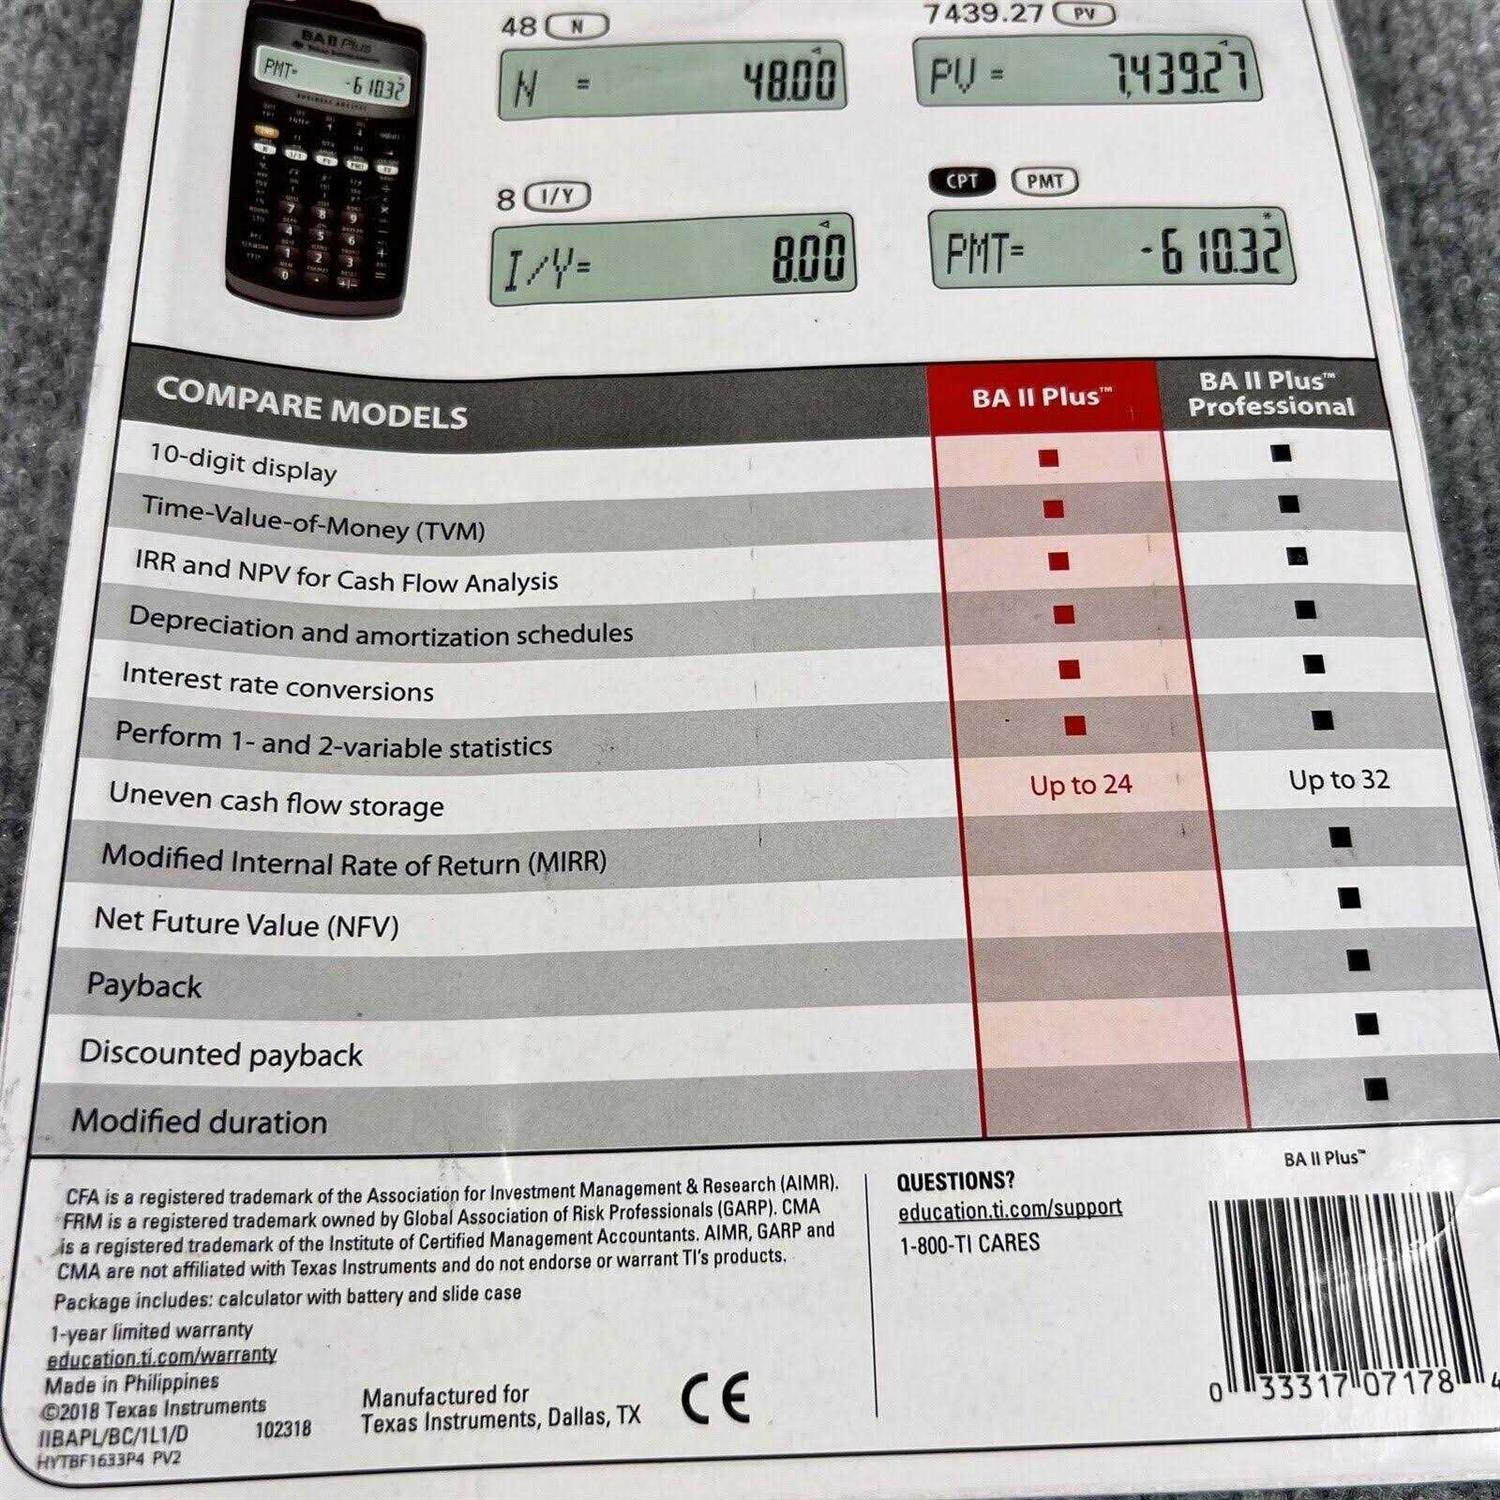 BA II Plus
Texas Instruments
PMT= -610.32
BUSINESS ANALYST
48 N
N = 48.00
7439.27 PV
PV = 7,439.27
8 I/Y
I/Y= 8.00
CPT PMT
PMT= -610.32
COMPARE MODELS BA II Plus™ BA II Plus™ Professional
10-digit display
Time-Value-of-Money (TVM)
IRR and NPV for Cash Flow Analysis
Depreciation and amortization schedules
Interest rate conversions
Perform 1- and 2-variable statistics
Uneven cash flow storage Up to 24 Up to 32
Modified Internal Rate of Return (MIRR)
Net Future Value (NFV)
Payback
Discounted payback
Modified duration
CFA is a registered trademark of the Association for Investment Management & Research (AIMR).
FRM is a registered trademark owned by Global Association of Risk Professionals (GARP). CMA
is a registered trademark of the Institute of Certified Management Accountants. AIMR, GARP and
CMA are not affiliated with Texas Instruments and do not endorse or warrant TI's products.
Package includes: calculator with battery and slide case
1-year limited warranty
education.ti.com/warranty
Made in Philippines
©2018 Texas Instruments
IIBAPL/BC/1L1/D 102318
HYTBF1633P4 PV2
Manufactured for
Texas Instruments, Dallas, TX
CE
QUESTIONS?
education.ti.com/support
1-800-TI CARES
BA II Plus™
0 33317 07178 4